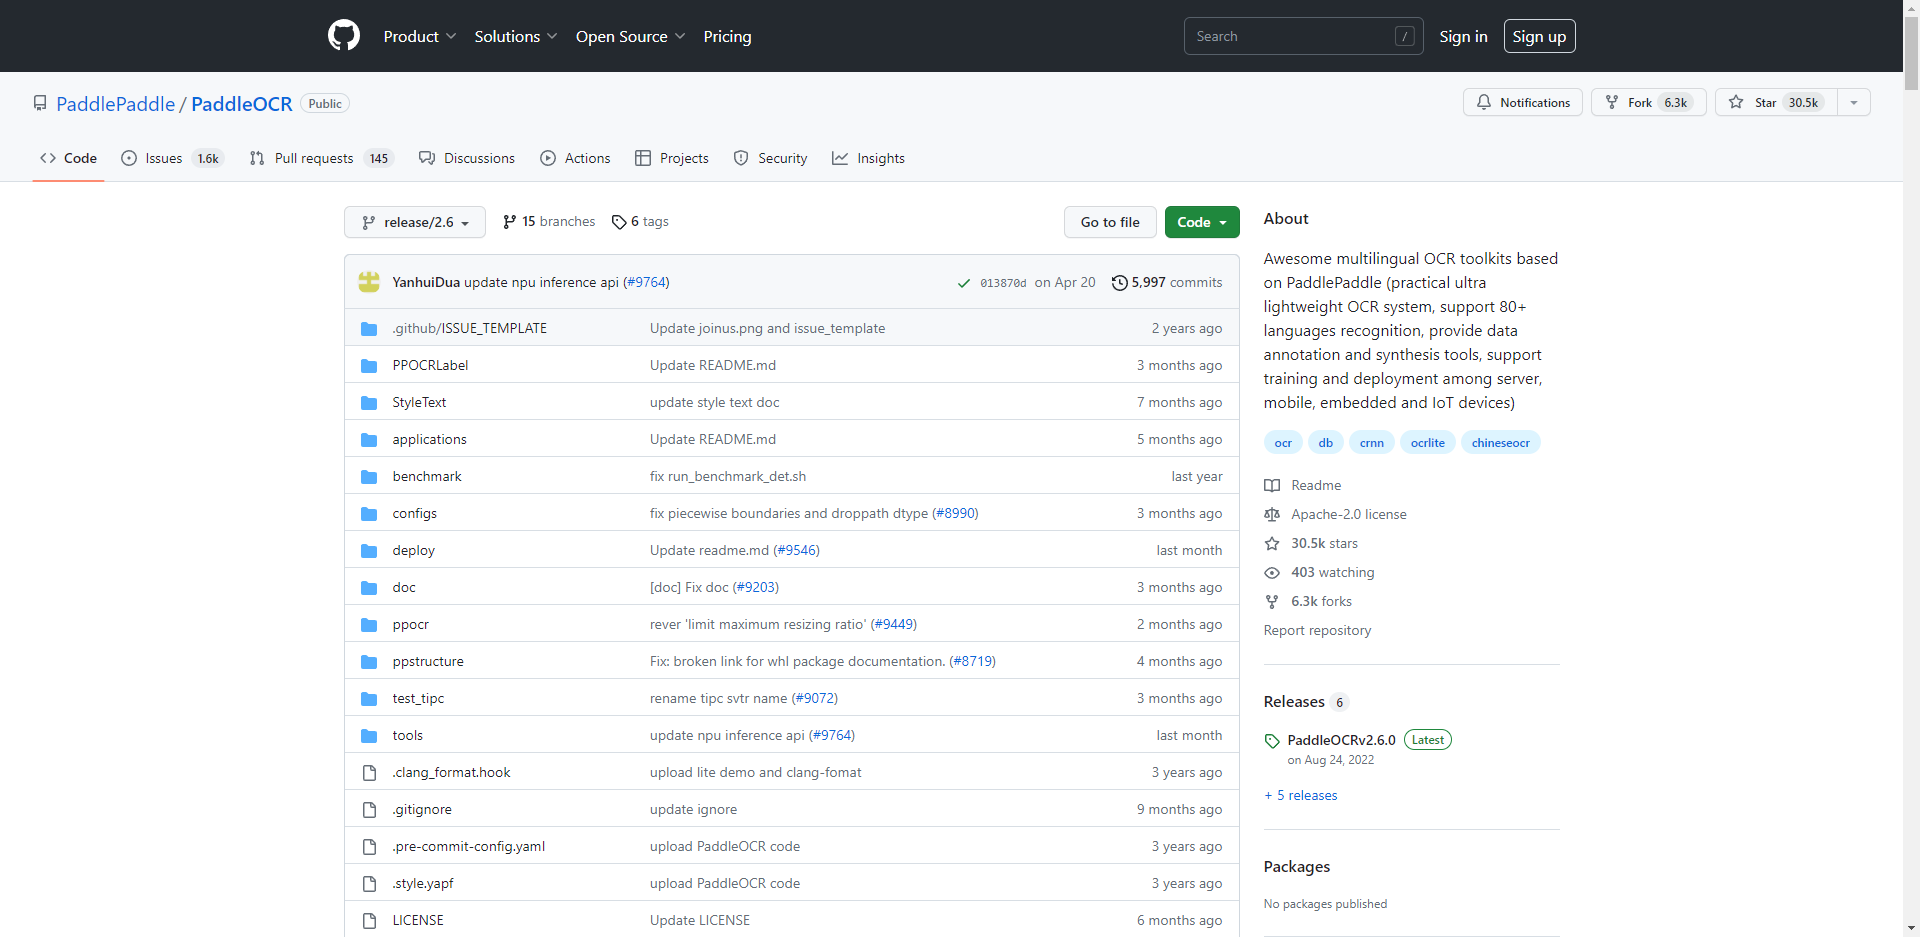 Product Solutions Open Source Pricing Search / Sign in Sign up
PaddlePaddle / PaddleOCR Public Notifications Fork 6.3k Star 30.5k
Code Issues 1.6k Pull requests 145 Discussions Actions Projects Security Insights
release/2.6 15 branches 6 tags Go to file Code
YanhuiDua update npu inference api (#9764) 013870d on Apr 20 5,997 commits
.github/ISSUE_TEMPLATE Update joinus.png and issue_template 2 years ago
PPOCRLabel Update README.md 3 months ago
StyleText update style text doc 7 months ago
applications Update README.md 5 months ago
benchmark fix run_benchmark_det.sh last year
configs fix piecewise boundaries and droppath dtype (#8990) 3 months ago
deploy Update readme.md (#9546) last month
doc [doc] Fix doc (#9203) 3 months ago
ppocr rever 'limit maximum resizing ratio' (#9449) 2 months ago
ppstructure Fix: broken link for whl package documentation. (#8719) 4 months ago
test_tipc rename tipc svtr name (#9072) 3 months ago
tools update npu inference api (#9764) last month
.clang_format.hook upload lite demo and clang-fomat 3 years ago
.gitignore update ignore 9 months ago
.pre-commit-config.yaml upload PaddleOCR code 3 years ago
.style.yapf upload PaddleOCR code 3 years ago
LICENSE Update LICENSE 6 months ago
About
Awesome multilingual OCR toolkits based
on PaddlePaddle (practical ultra
lightweight OCR system, support 80+
languages recognition, provide data
annotation and synthesis tools, support
training and deployment among server,
mobile, embedded and IoT devices)
ocr db crnn ocrlite chineseocr
Readme
Apache-2.0 license
30.5k stars
403 watching
6.3k forks
Report repository
Releases 6
PaddleOCRv2.6.0 Latest
on Aug 24, 2022
+ 5 releases
Packages
No packages published